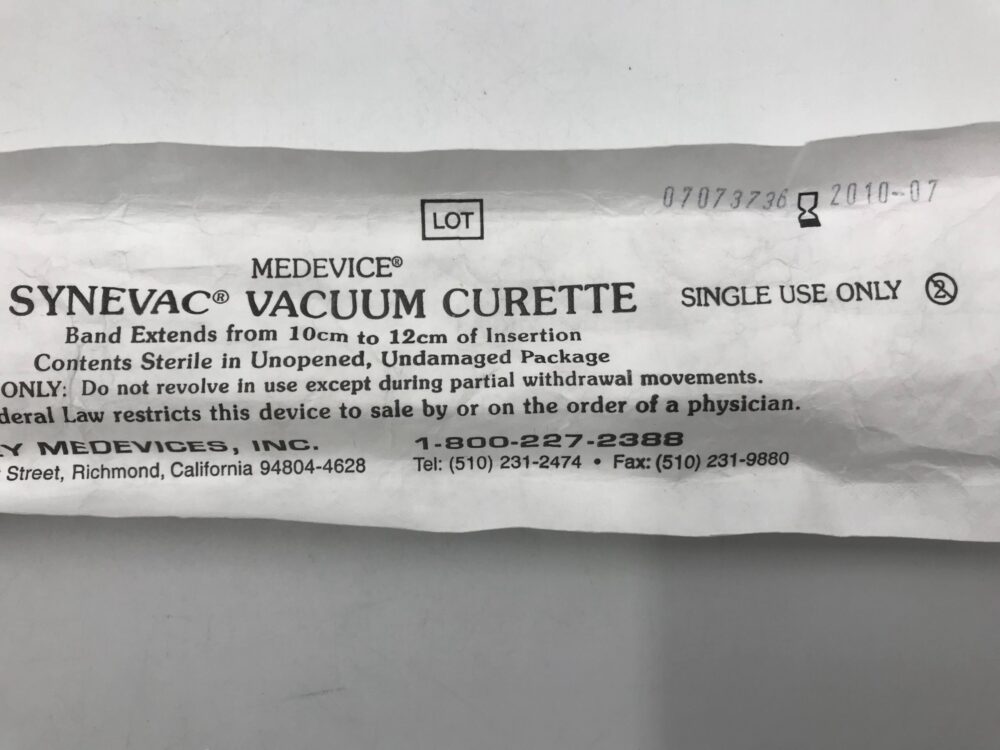 07073736 2010-07
LOT
MEDEVICE®
SYNEVAC® VACUUM CURETTE SINGLE USE ONLY 2
Band Extends from 10cm to 12cm of Insertion
Contents Sterile in Unopened, Undamaged Package
ONLY: Do not revolve in use except during partial withdrawal movements.
deral Law restricts this device to sale by or on the order of a physician.
EY MEDEVICES, INC. 1-800-227-2388
Street, Richmond, California 94804-4628 Tel: (510) 231-2474 • Fax: (510) 231-9880